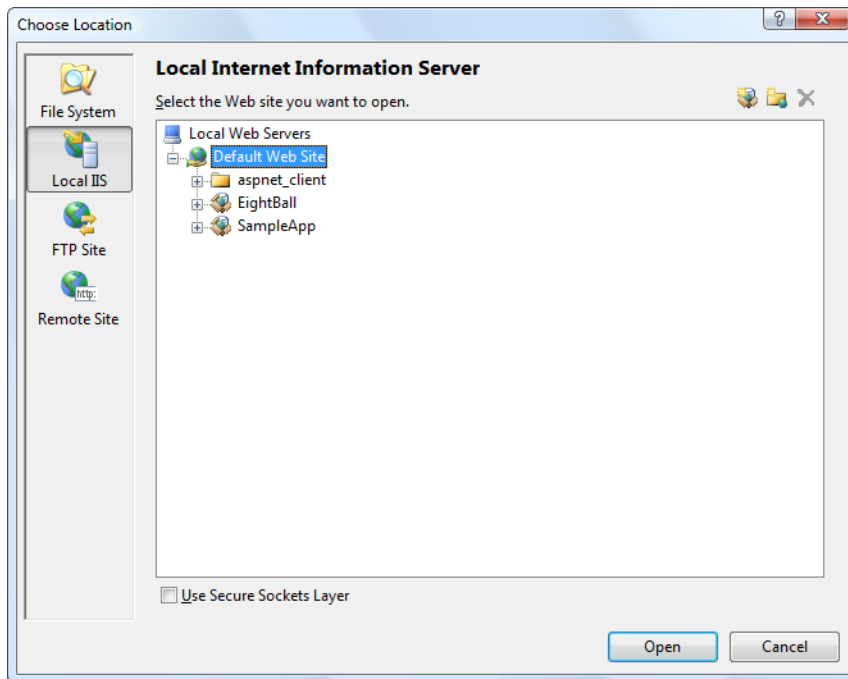 Choose Location
File System
Local IIS
FTP Site
http:
Remote Site
Local Internet Information Server
Select the Web site you want to open.
Local Web Servers
Default Web Site
aspnet_client
EightBall
SampleApp
Use Secure Sockets Layer
Open
Cancel